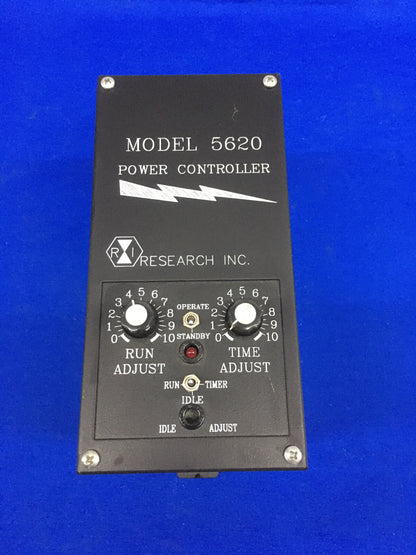 MODEL 5620
POWER CONTROLLER
R I RESEARCH INC.
0 1 2 3 4 5 6 7 8 9 10
RUN
ADJUST
OPERATE
STANDBY
0 1 2 3 4 5 6 7 8 9 10
TIME
ADJUST
RUN TIMER
IDLE
IDLE ADJUST